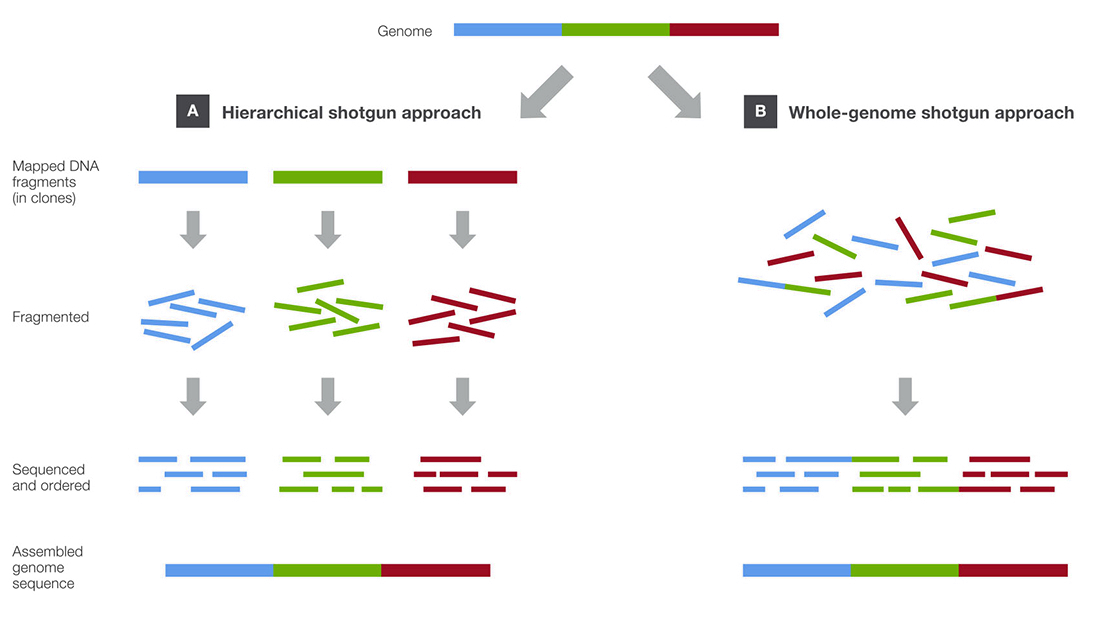 Genome
A
Hierarchical shotgun approach
B
Whole-genome shotgun approach
Mapped DNA
fragments
(in clones)
Fragmented
Sequenced
and ordered
Assembled
genome
sequence